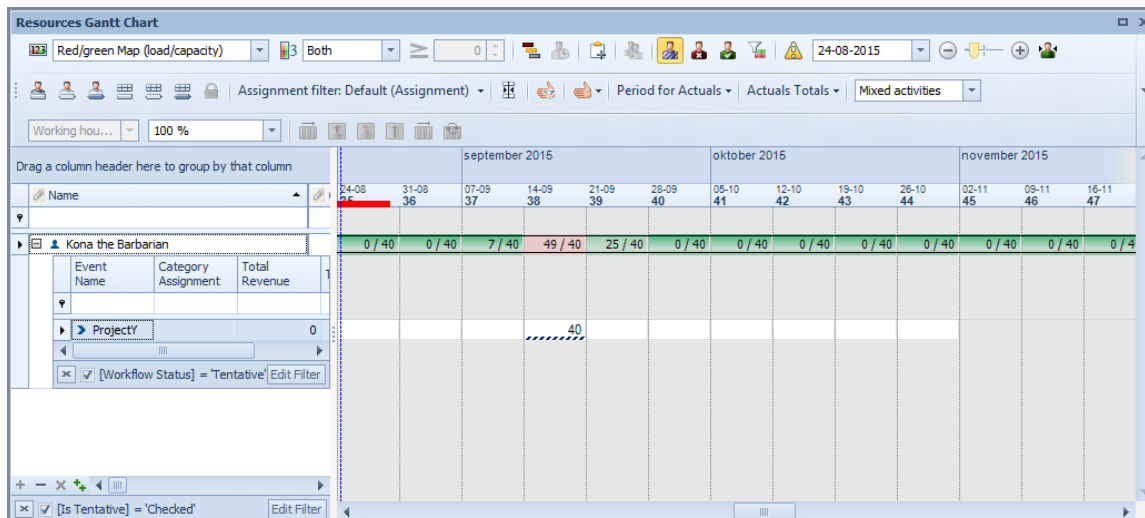 Resources Gantt Chart
123 Red/green Map (load/capacity) 3 Both ≥ 0 24-08-2015
Assignment filter: Default (Assignment) Period for Actuals Actuals Totals Mixed activities
Working hou... 100 %
Drag a column header here to group by that column
september 2015 oktober 2015 november 2015
Name
24-08 31-08 07-09 14-09 21-09 28-09 05-10 12-10 19-10 26-10 02-11 09-11 16-11
35 36 37 38 39 40 41 42 43 44 45 46 47
Kona the Barbarian 0 / 40 0 / 40 7 / 40 49 / 40 25 / 40 0 / 40 0 / 40 0 / 40 0 / 40 0 / 40 0 / 40 0 / 40 0 / 4
Event Name Category Assignment Total Revenue
ProjectY 0 40
[Workflow Status] = 'Tentative' Edit Filter
[Is Tentative] = 'Checked' Edit Filter